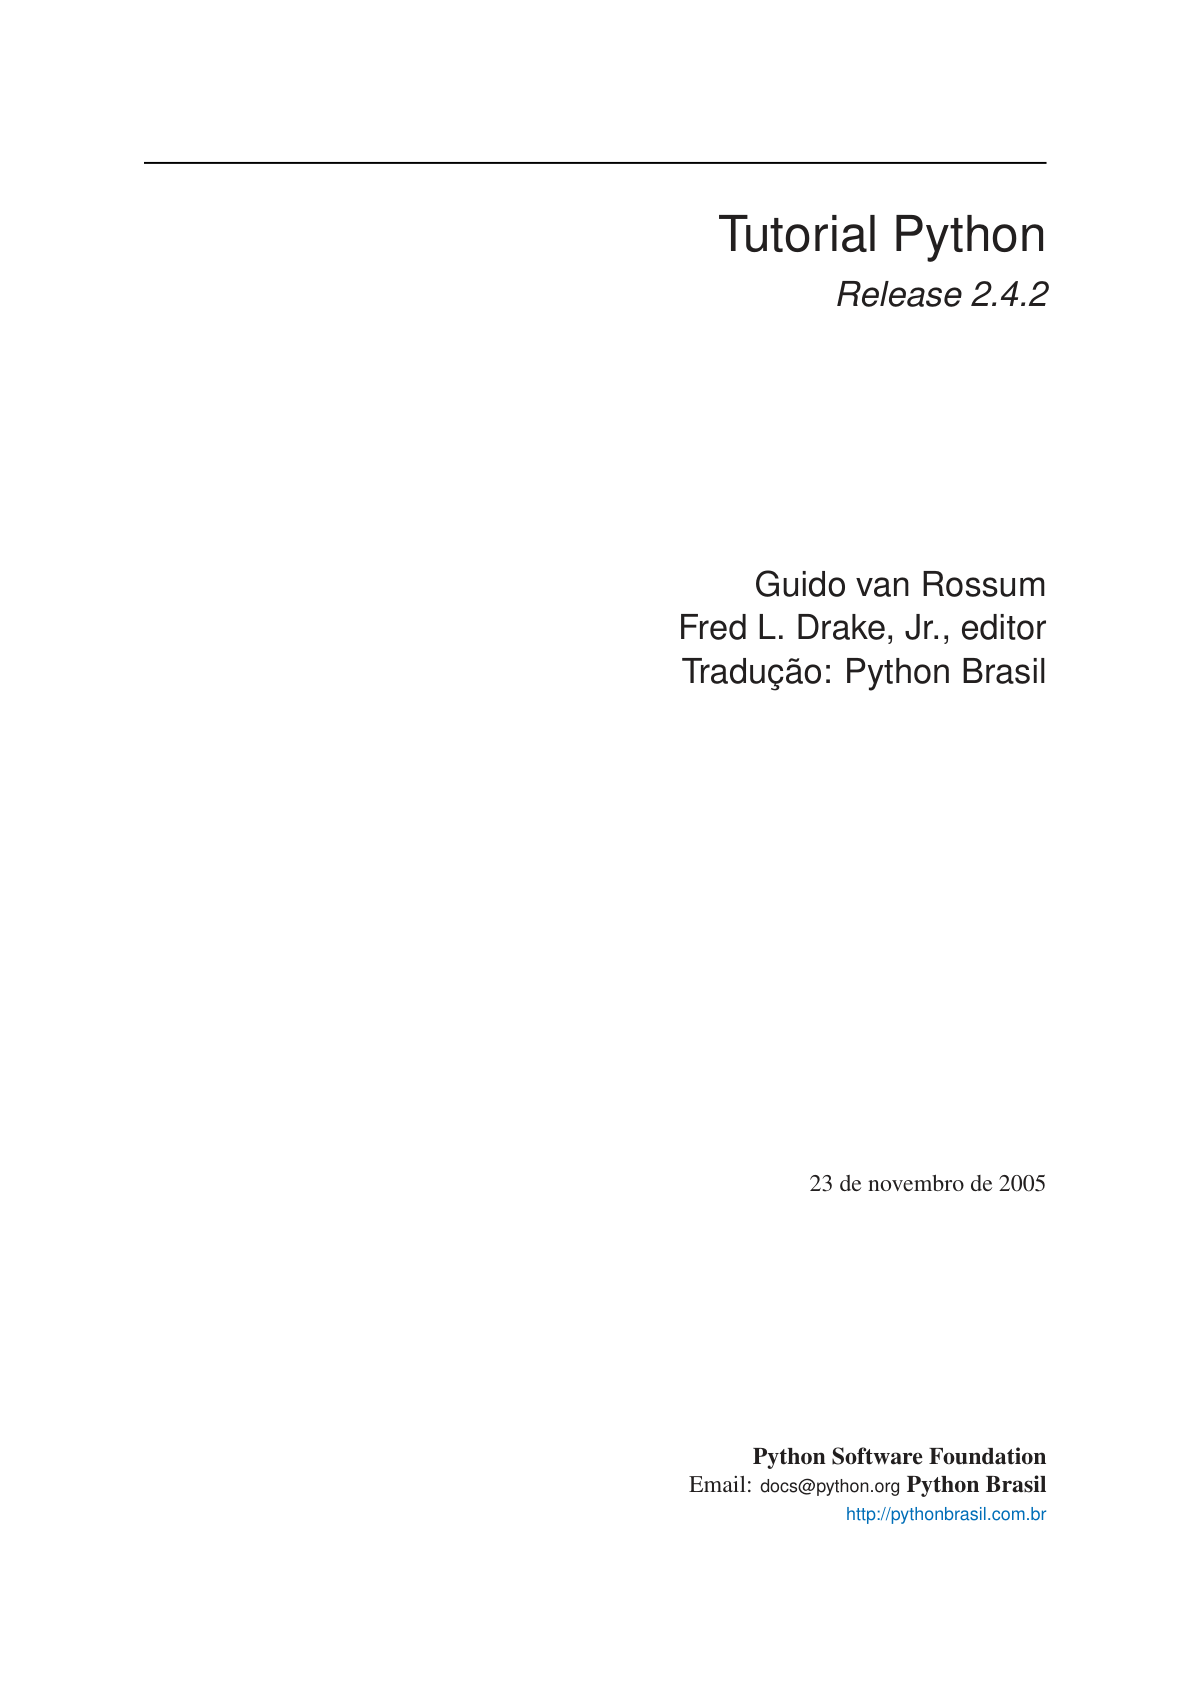 Tutorial Python
Release 2.4.2
Guido van Rossum
Fred L. Drake, Jr., editor
Tradução: Python Brasil
23 de novembro de 2005
Python Software Foundation
Email: docs@python.org Python Brasil
http://pythonbrasil.com.br